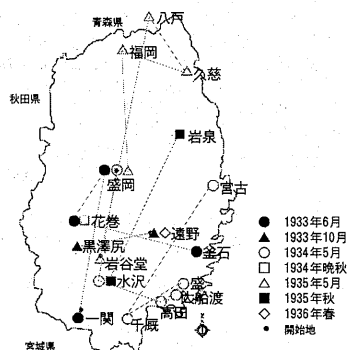 青森県
八戸
福岡
久慈
秋田県
岩泉
盛岡
宮古
花巻
遠野
黒澤尻
釜石
岩谷堂
水沢
盛
大船渡
高田
一関
千厩
宮城県
1933年6月
1933年10月
1934年5月
1934年晩秋
1935年5月
1935年秋
1936年春
開始地